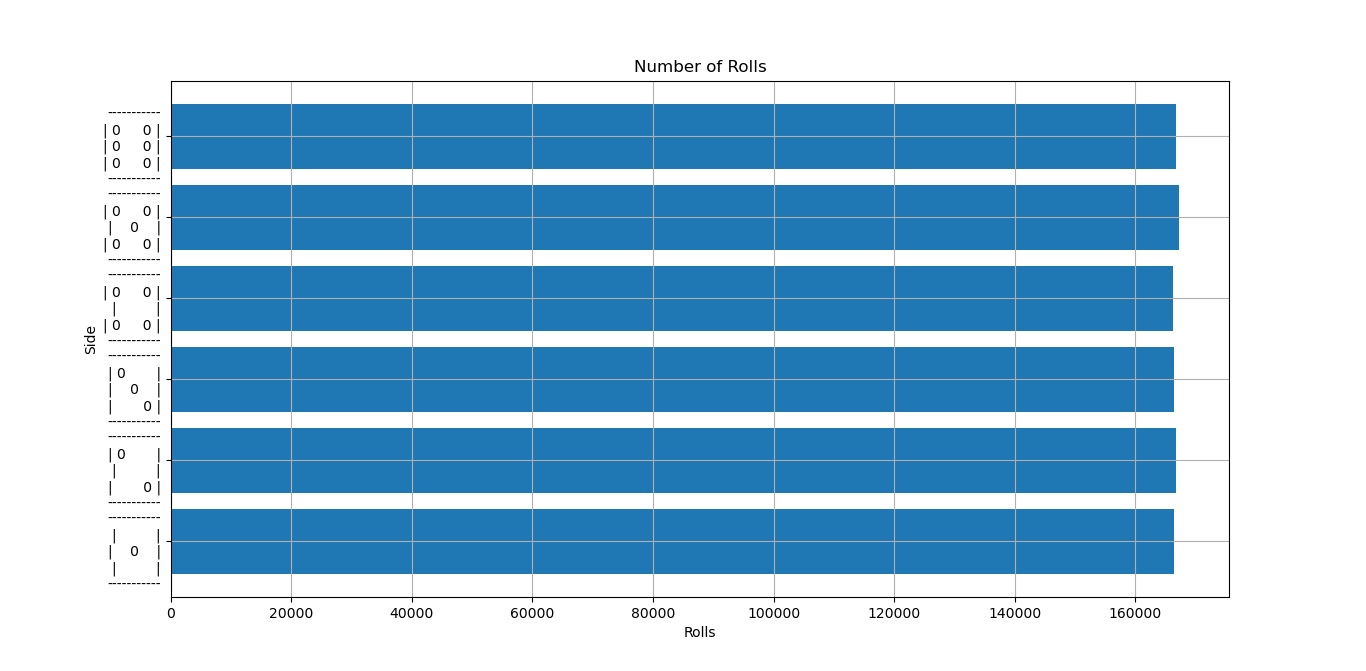 Number of Rolls
-----------
| 0     0 |
| 0     0 |
| 0     0 |
-----------
-----------
| 0     0 |
|    0    |
| 0     0 |
-----------
-----------
| 0     0 |
|         |
| 0     0 |
-----------
Side
-----------
| 0       |
|    0    |
|       0 |
-----------
-----------
| 0       |
|         |
|       0 |
-----------
-----------
|         |
|    0    |
|         |
-----------
0 20000 40000 60000 80000 100000 120000 140000 160000
Rolls